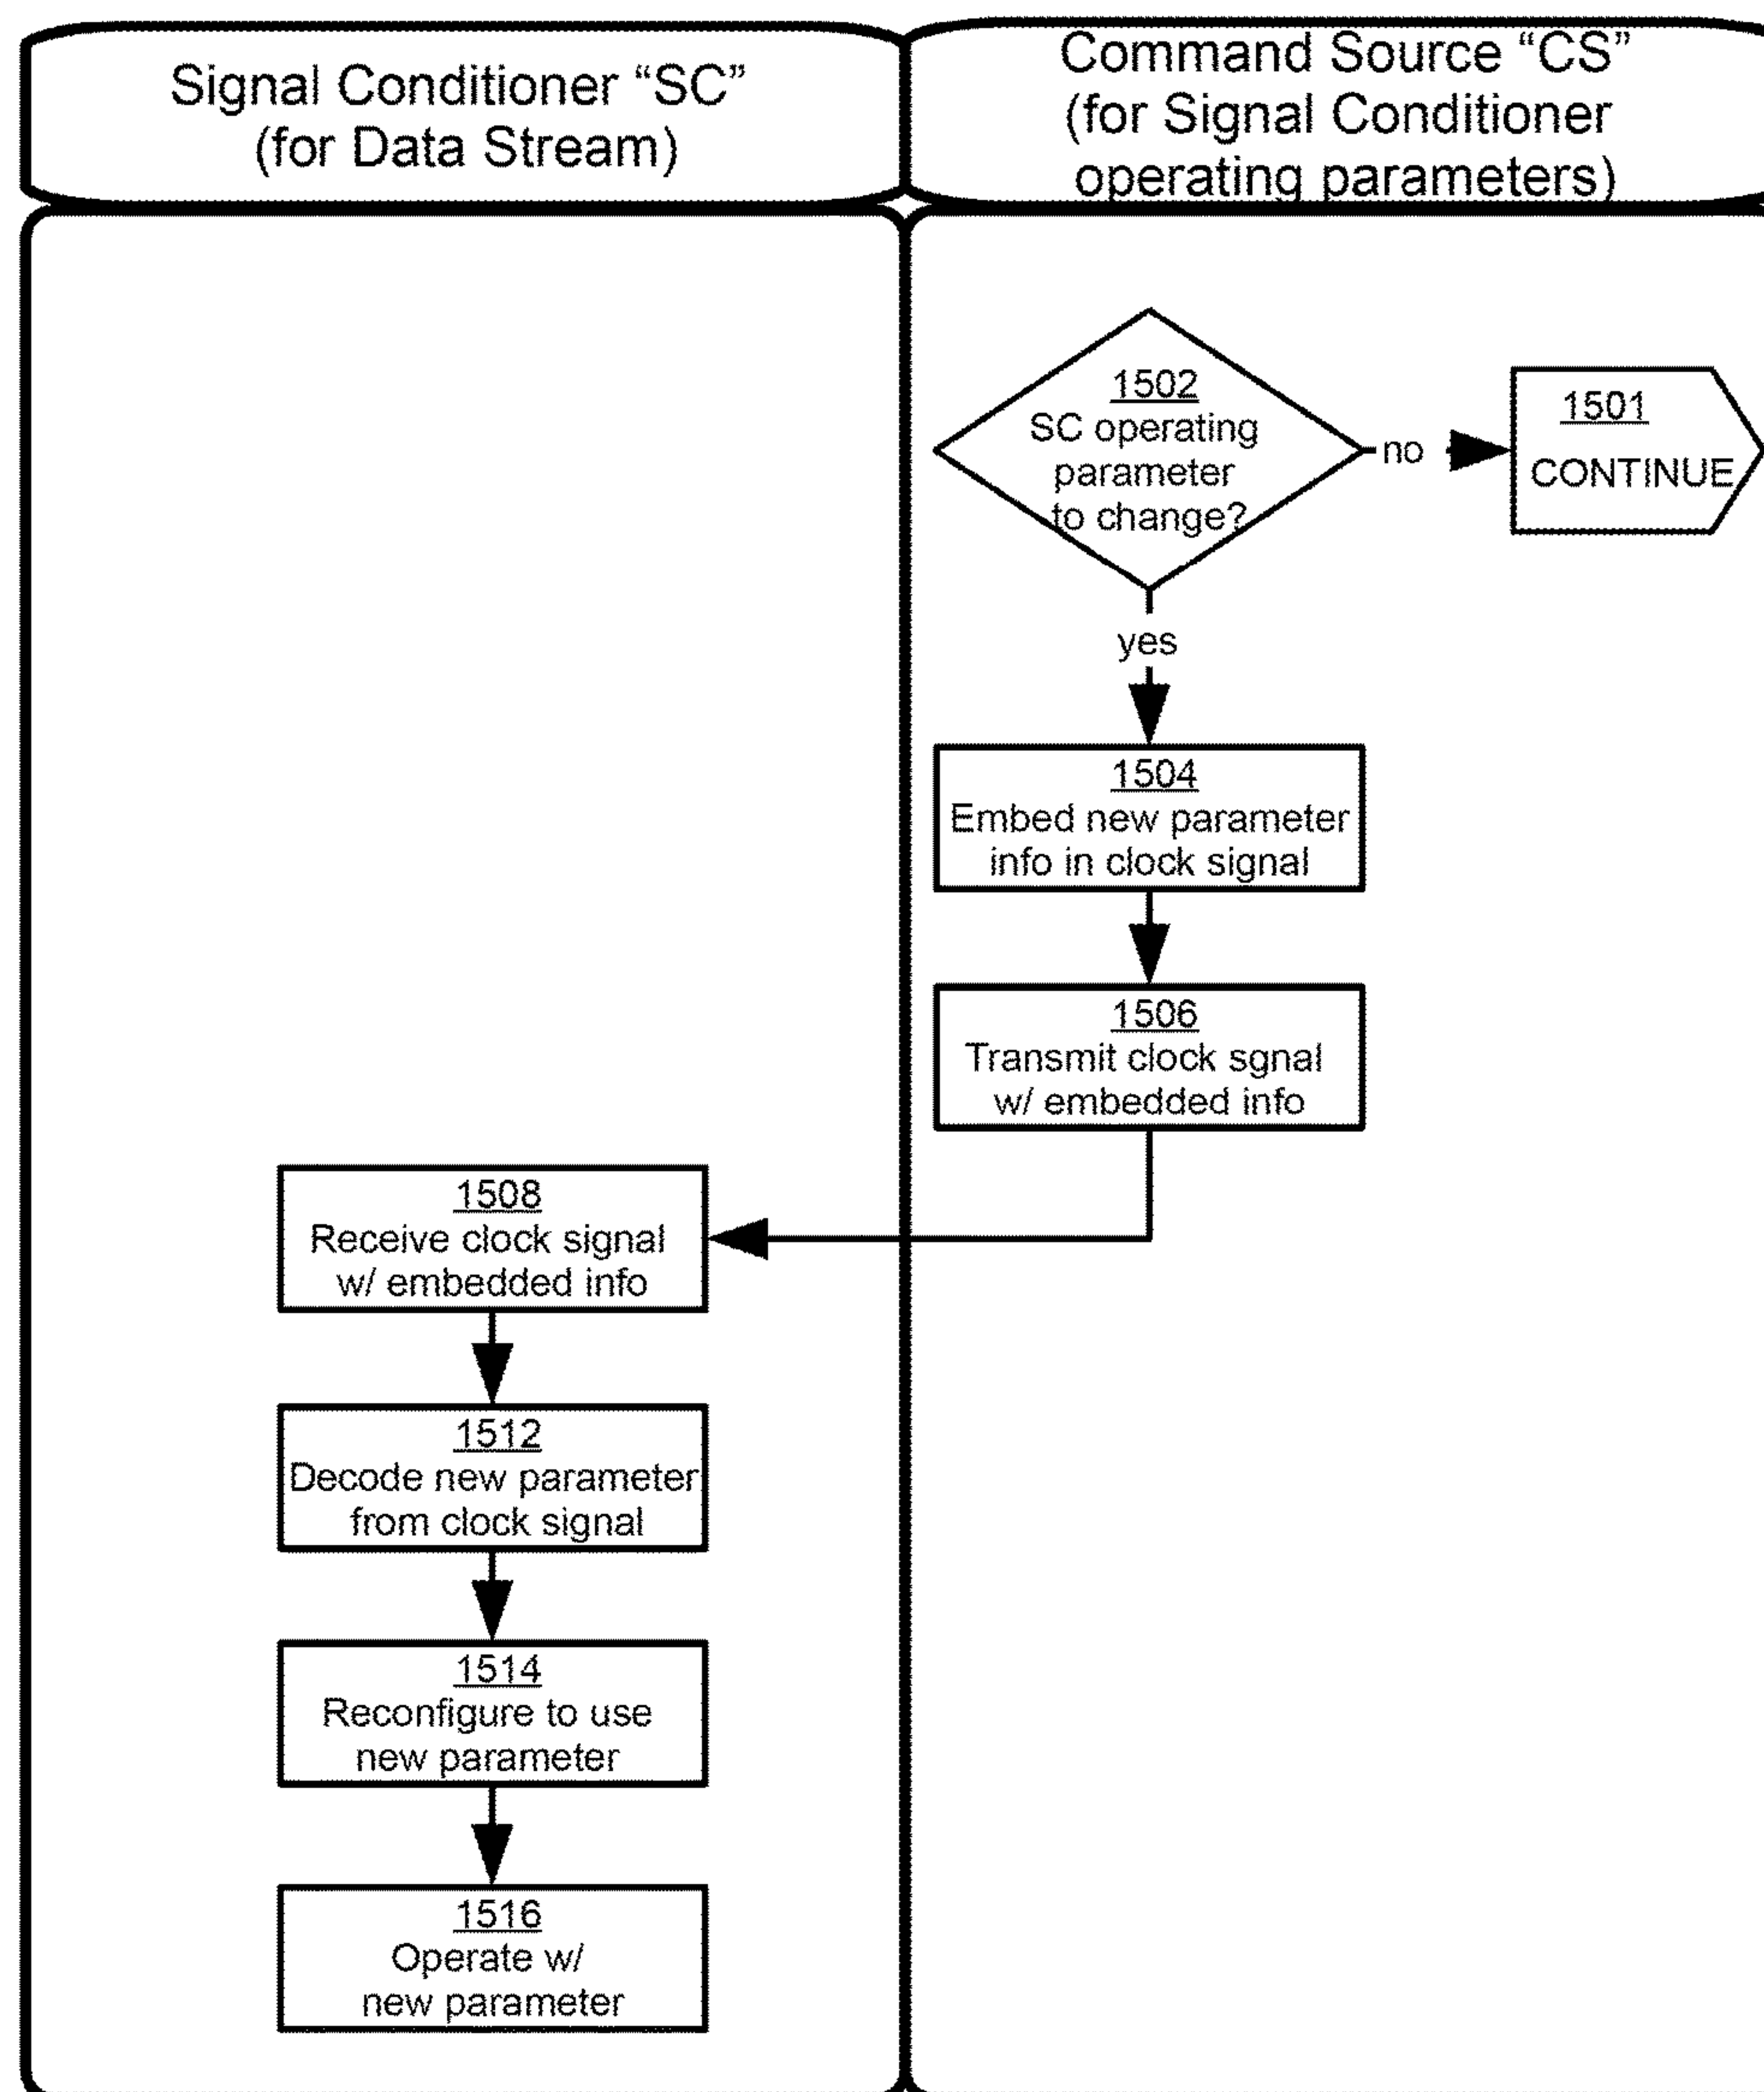 Signal Conditioner “SC”
(for Data Stream)
Command Source “CS”
(for Signal Conditioner
operating parameters)
1502
SC operating
parameter
to change?
no
1501
CONTINUE
yes
1504
Embed new parameter
info in clock signal
1506
Transmit clock sgnal
w/ embedded info
1508
Receive clock signal
w/ embedded info
1512
Decode new parameter
from clock signal
1514
Reconfigure to use
new parameter
1516
Operate w/
new parameter